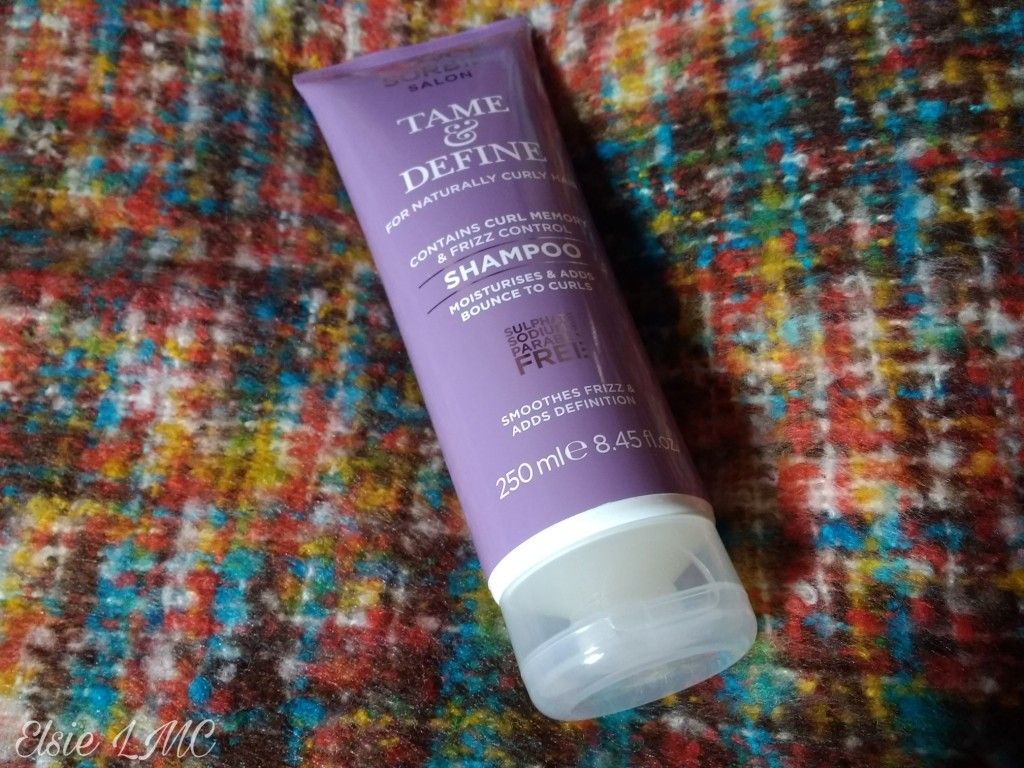 SALON
TAME
&
DEFINE
FOR NATURALLY CURLY
CONTAINS CURL MEMORY
& FRIZZ CONTROL
SHAMPOO
MOISTURISES & ADDS
BOUNCE TO CURLS
FREE
SMOOTHES FRIZZ &
ADDS DEFINITION
250 ml e 8.45 fl.oz.
Elsie LMC